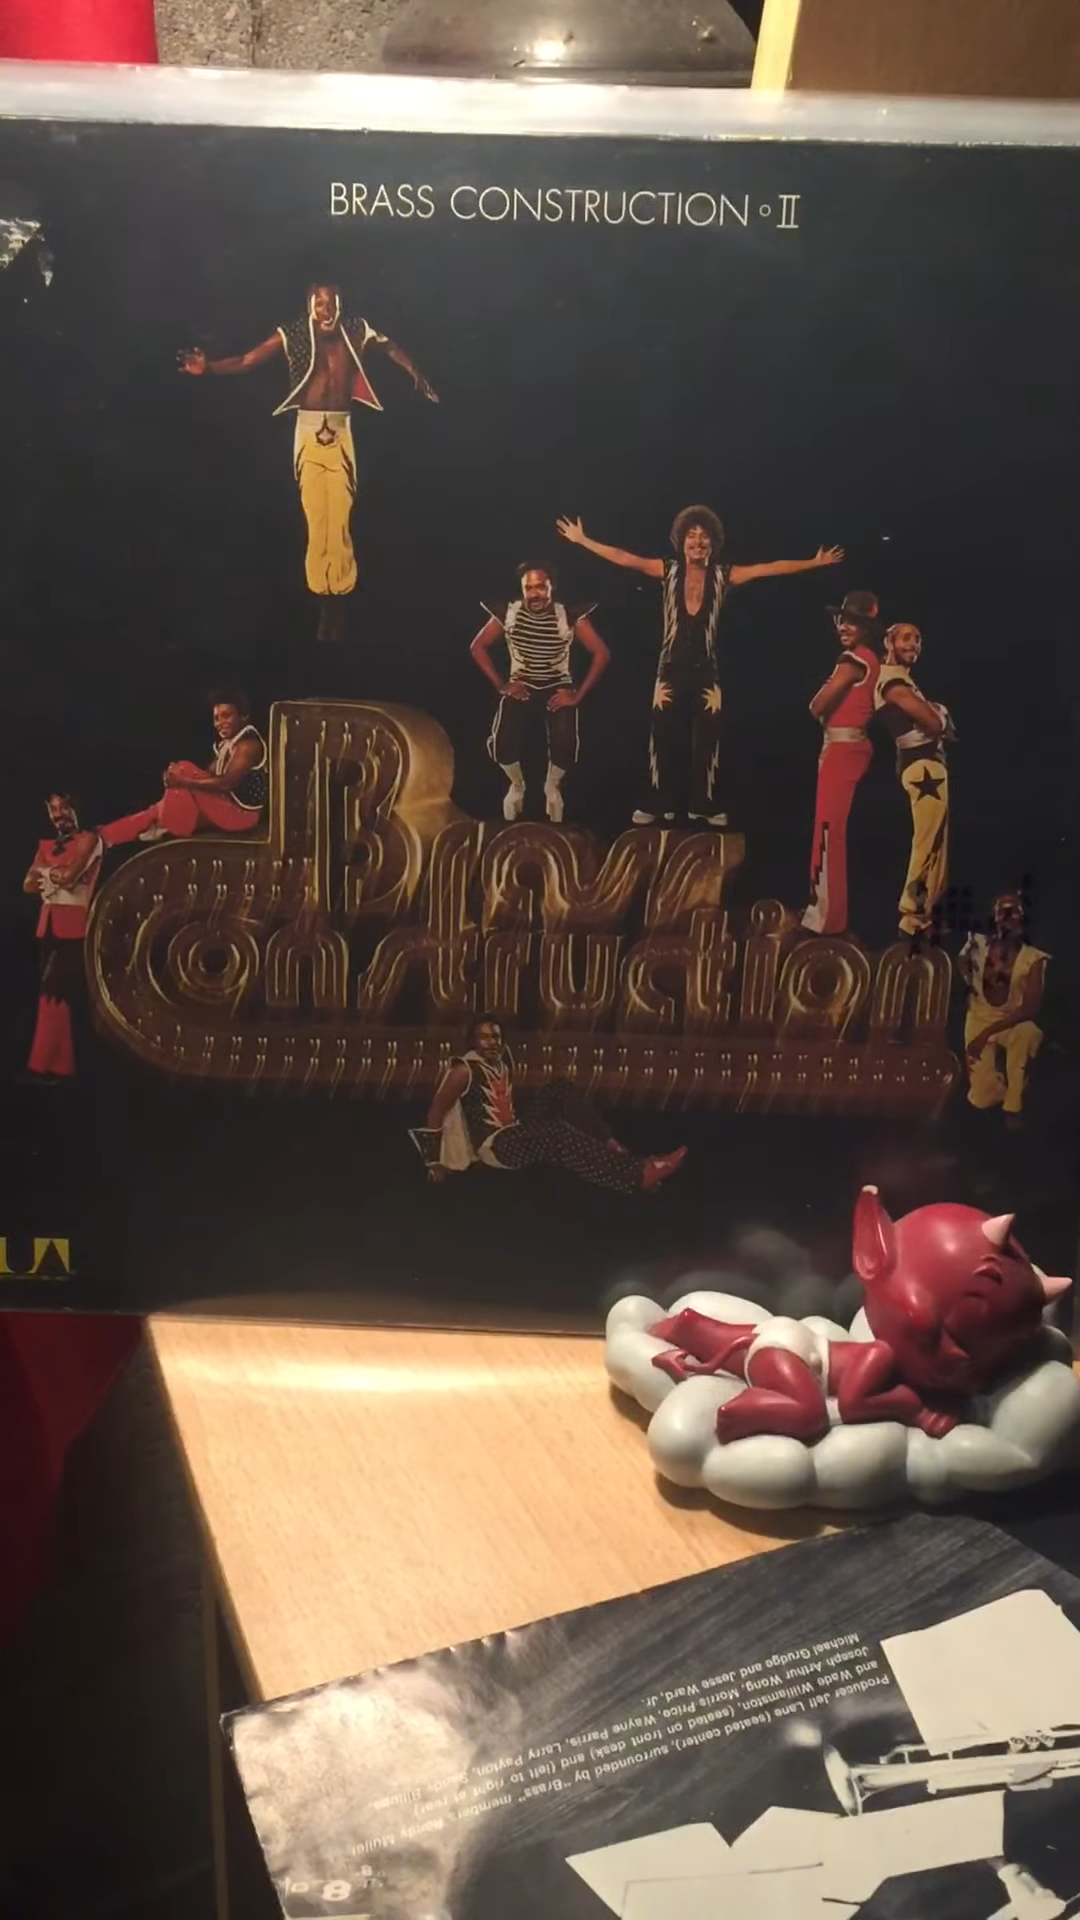 BRASS CONSTRUCTION ∘ II
Brass
Construction
UA
Producer Jeff Lane (seated center), surrounded by "Brass" members, Randy Muller
and Wade Williamston, (seated on front desk) and (left to right at rear)
Joseph Arthur Wong, Morris Price, Wayne Parris, Larry Payton,
Michael Grudge and Jesse Ward, Jr.